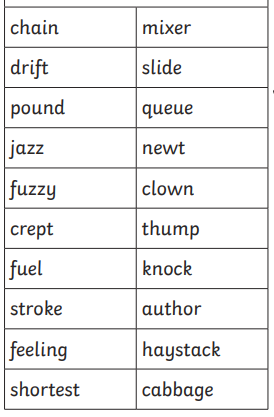 chain mixer
drift slide
pound queue
jazz newt
fuzzy clown
crept thump
fuel knock
stroke author
feeling haystack
shortest cabbage